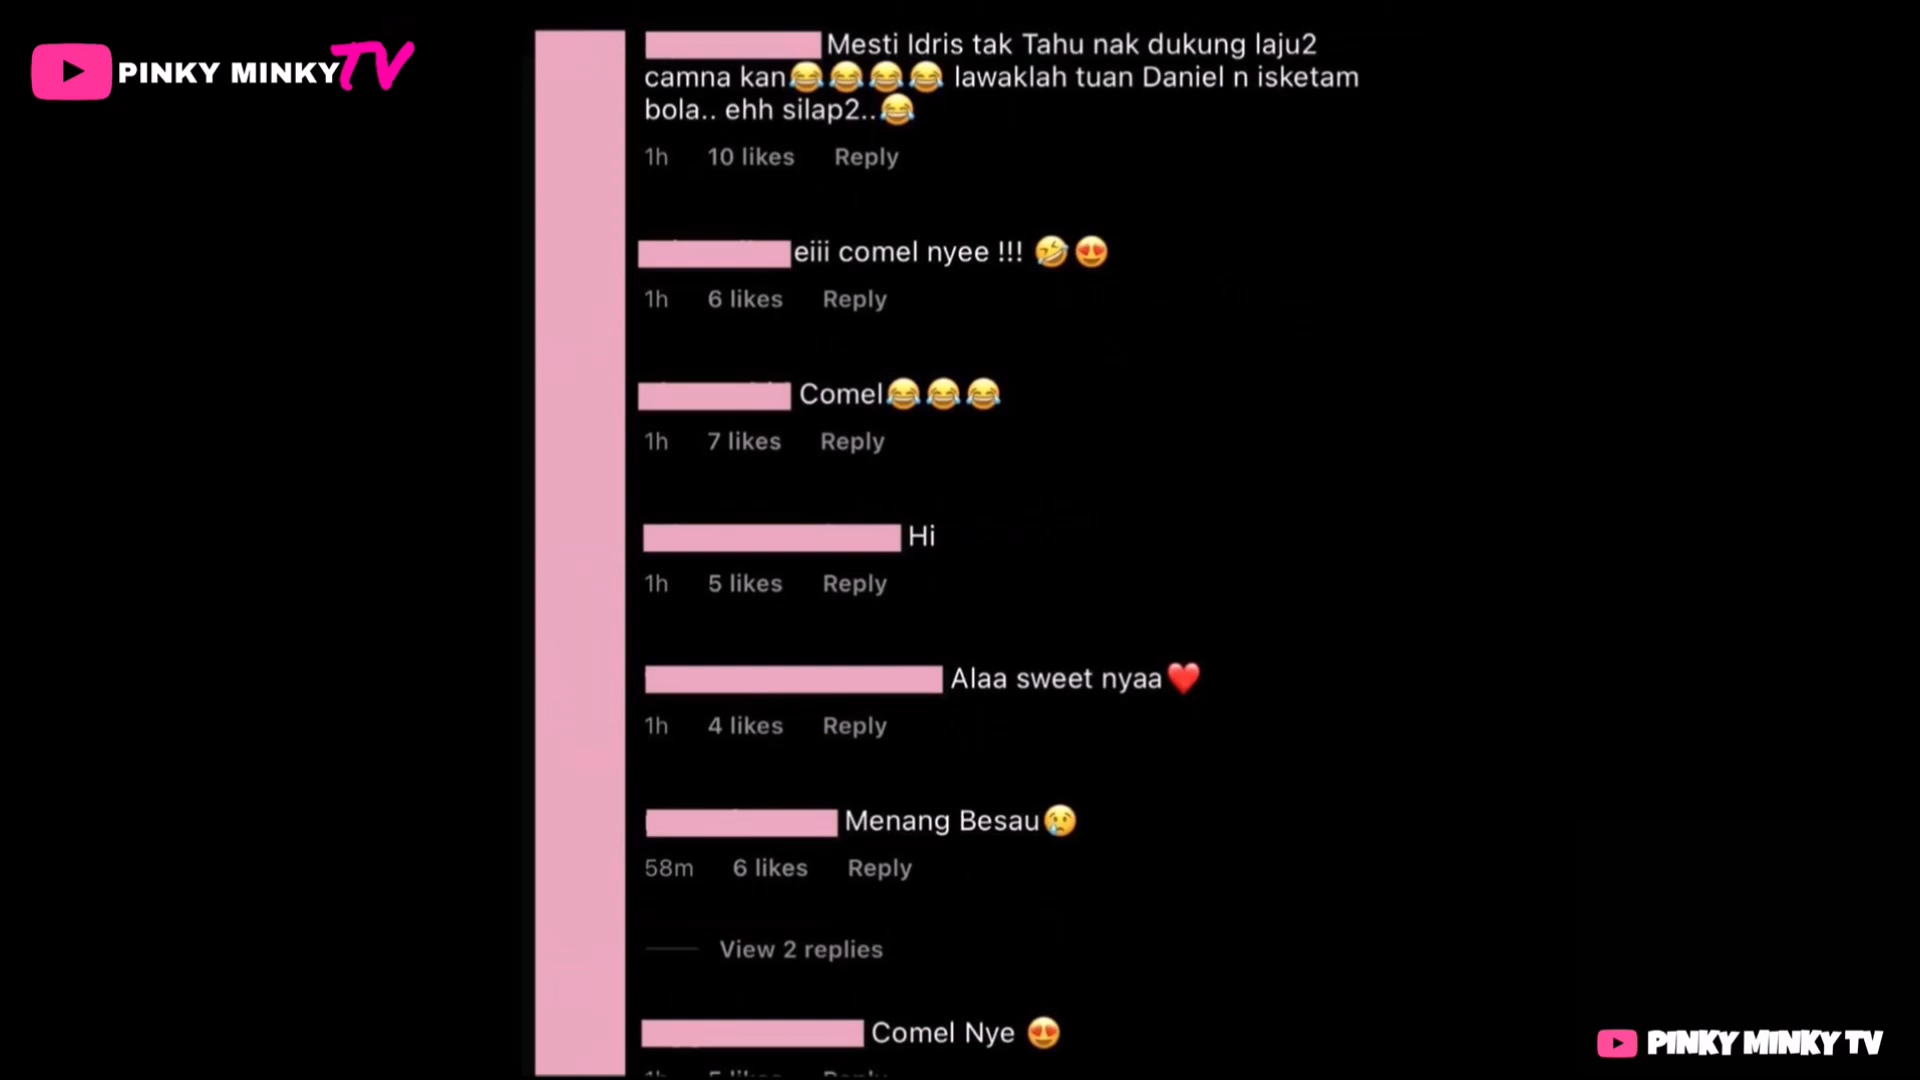 PINKY MINKY TV
Mesti Idris tak Tahu nak dukung laju2
camna kan😂😂😂😂 lawaklah tuan Daniel n isketam
bola.. ehh silap2..😂
1h 10 likes Reply
eiii comel nyee !!! 🤣😍
1h 6 likes Reply
Comel😂😂😂
1h 7 likes Reply
Hi
1h 5 likes Reply
Alaa sweet nyaa❤️
1h 4 likes Reply
Menang Besau😢
58m 6 likes Reply
View 2 replies
Comel Nye 😍
PINKY MINKY TV